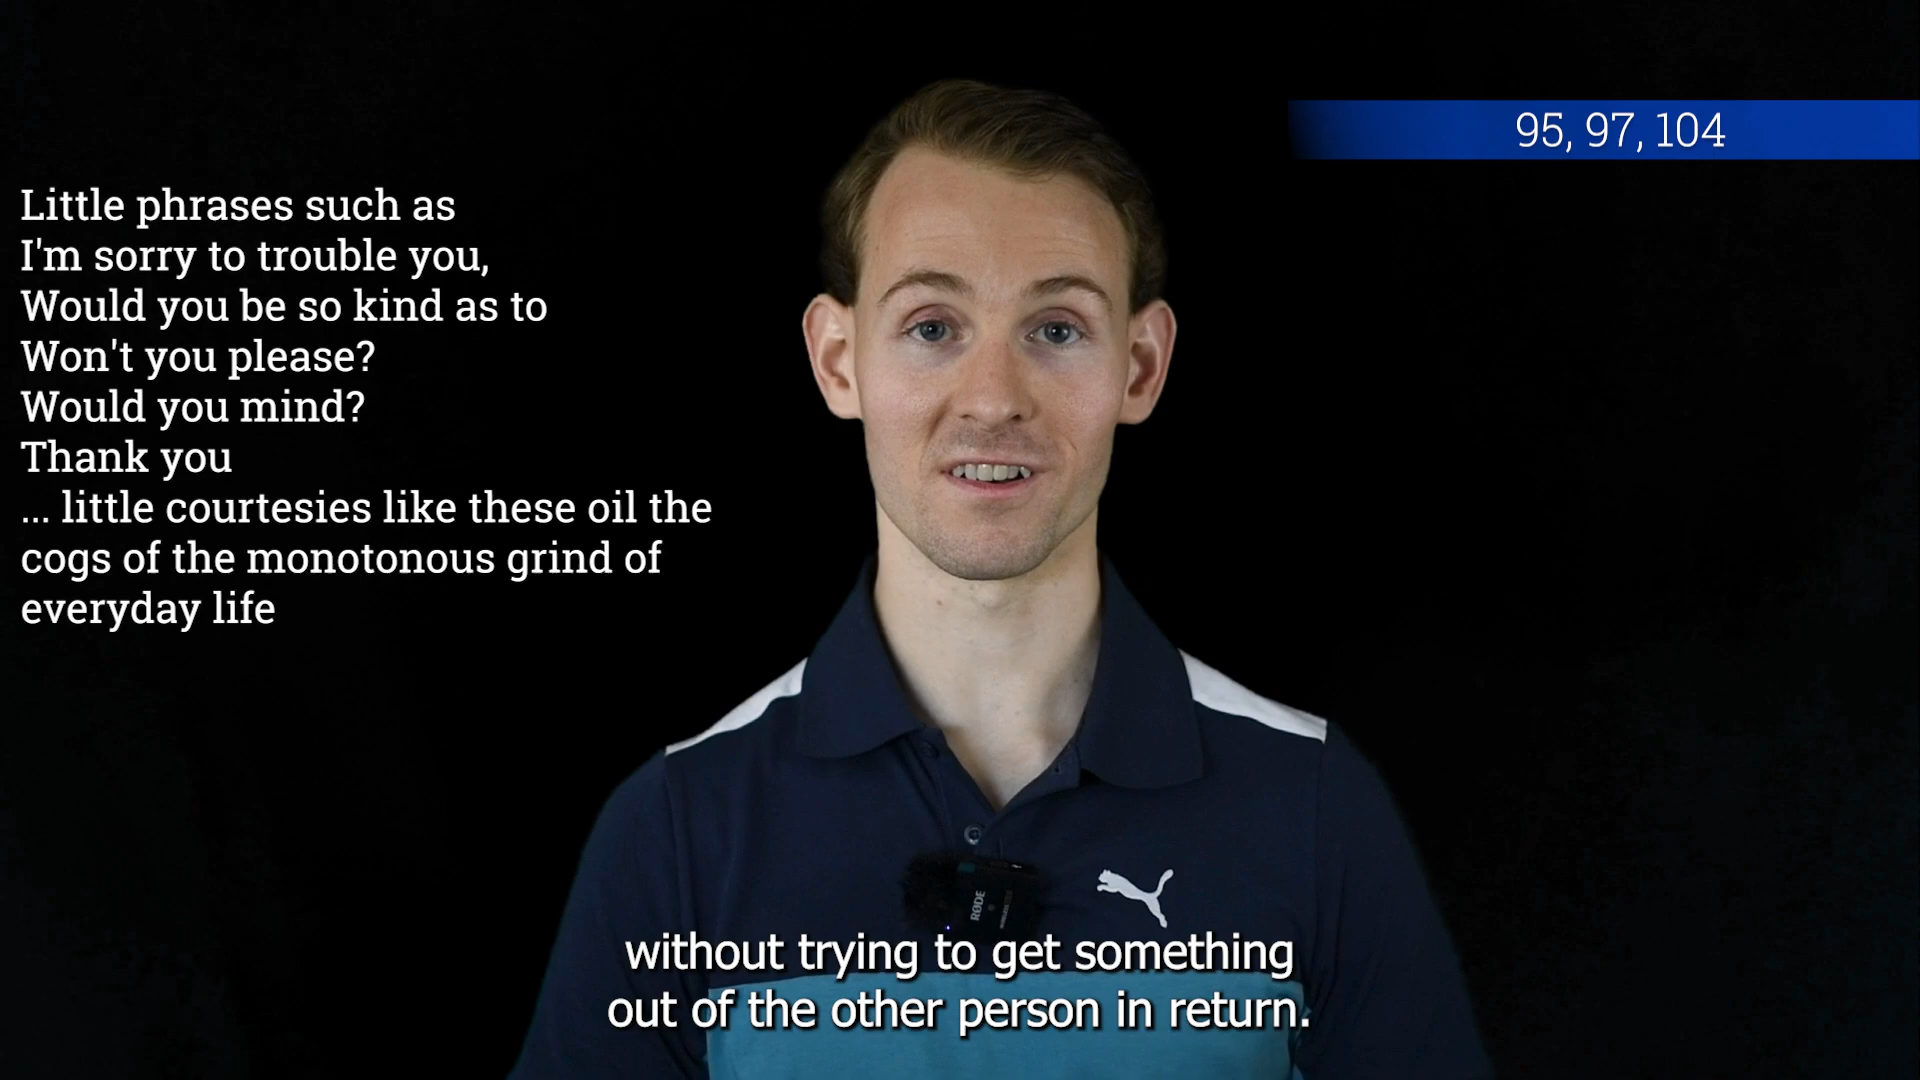 95, 97, 104
Little phrases such as
I'm sorry to trouble you,
Would you be so kind as to
Won't you please?
Would you mind?
Thank you
... little courtesies like these oil the
cogs of the monotonous grind of
everyday life
RØDE
without trying to get something
out of the other person in return.